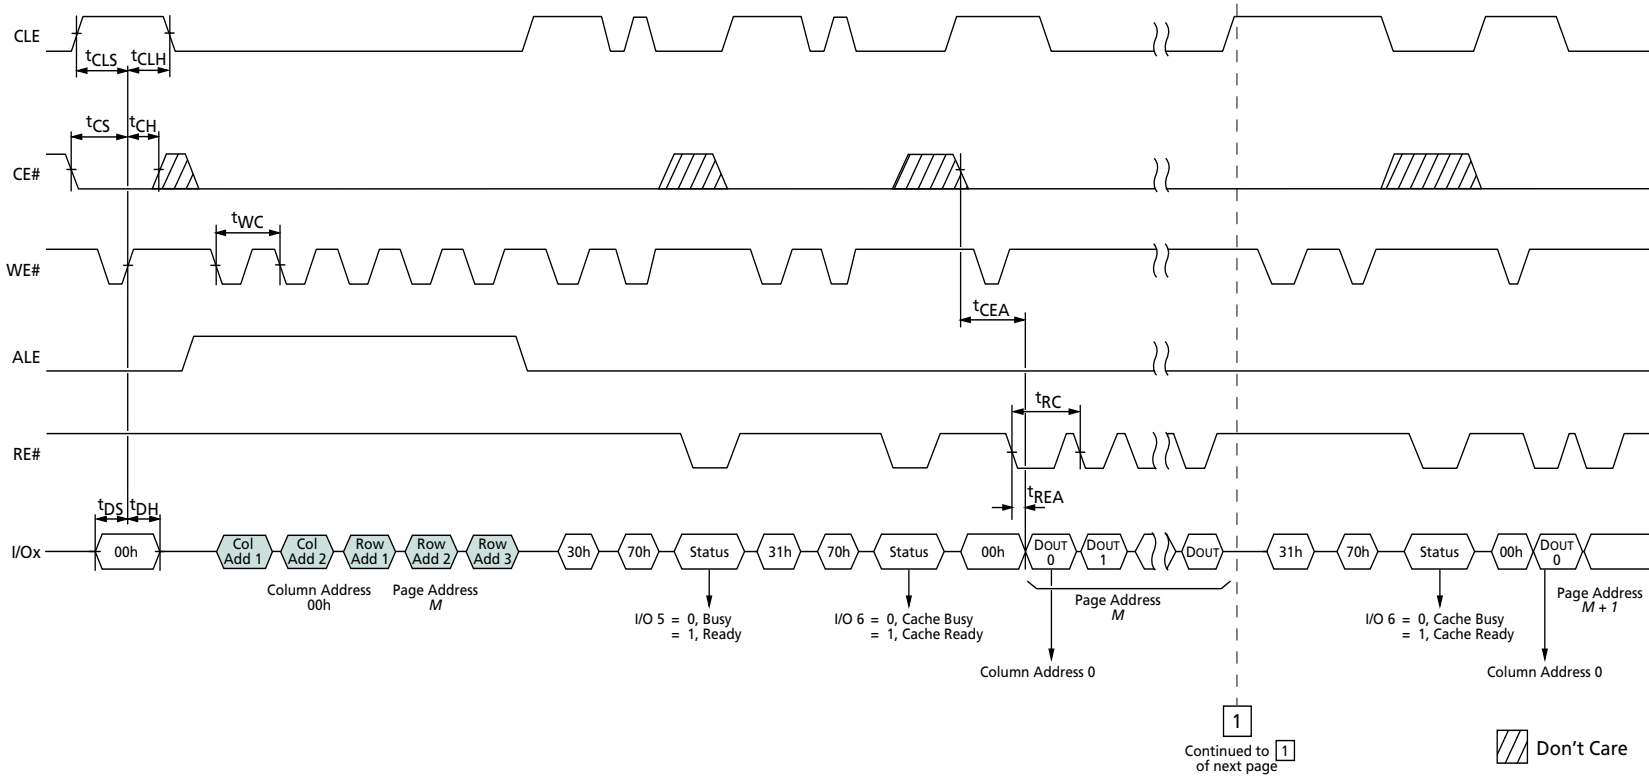 CLE
tCLS tCLH
tCS tCH
CE#
tWC
WE#
tCEA
ALE
tRC
RE#
tREA
tDS tDH
I/Ox
00h
Col
Add 1
Col
Add 2
Row
Add 1
Row
Add 2
Row
Add 3
30h
70h
Status
31h
70h
Status
00h
DOUT
0
DOUT
1
DOUT
31h
70h
Status
00h
DOUT
0
Column Address
00h
Page Address
M
I/O 5 = 0, Busy
= 1, Ready
I/O 6 = 0, Cache Busy
= 1, Cache Ready
Page Address
M
Column Address 0
I/O 6 = 0, Cache Busy
= 1, Cache Ready
Page Address
M + 1
Column Address 0
1
Continued to 1
of next page
Don't Care